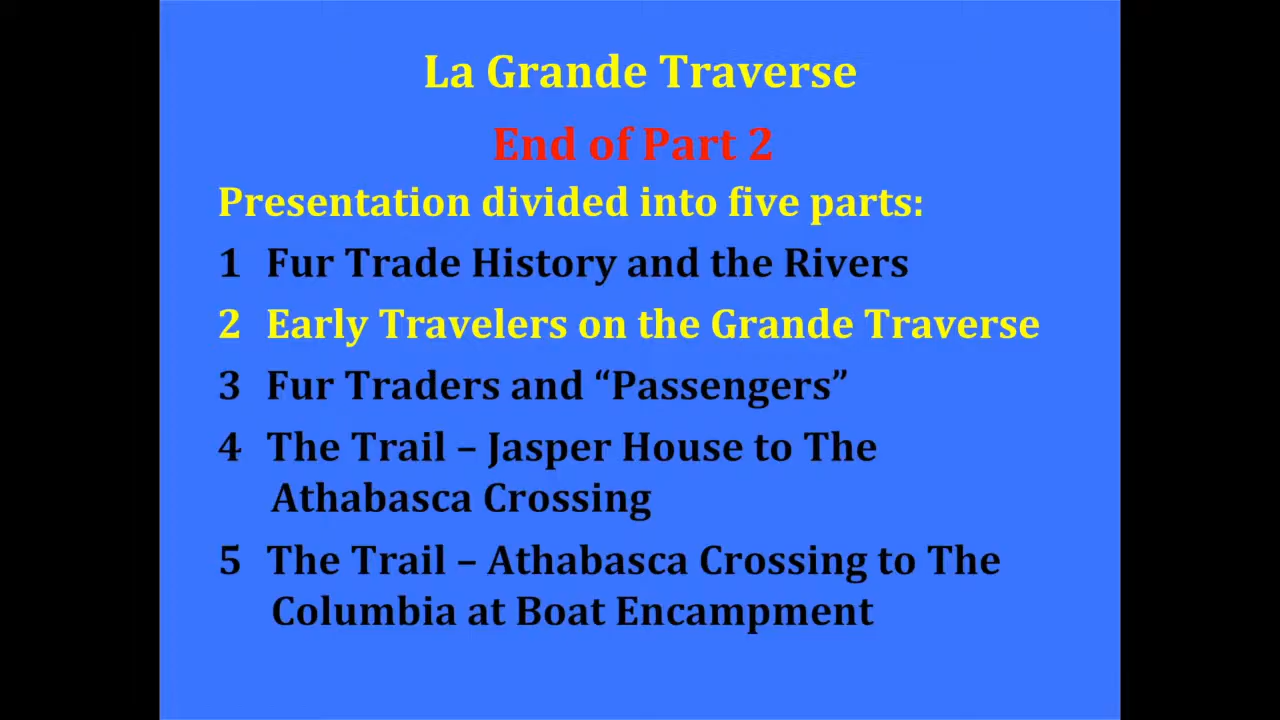 La Grande Traverse
End of Part 2
Presentation divided into five parts:
1 Fur Trade History and the Rivers
2 Early Travelers on the Grande Traverse
3 Fur Traders and “Passengers”
4 The Trail – Jasper House to The
Athabasca Crossing
5 The Trail – Athabasca Crossing to The
Columbia at Boat Encampment